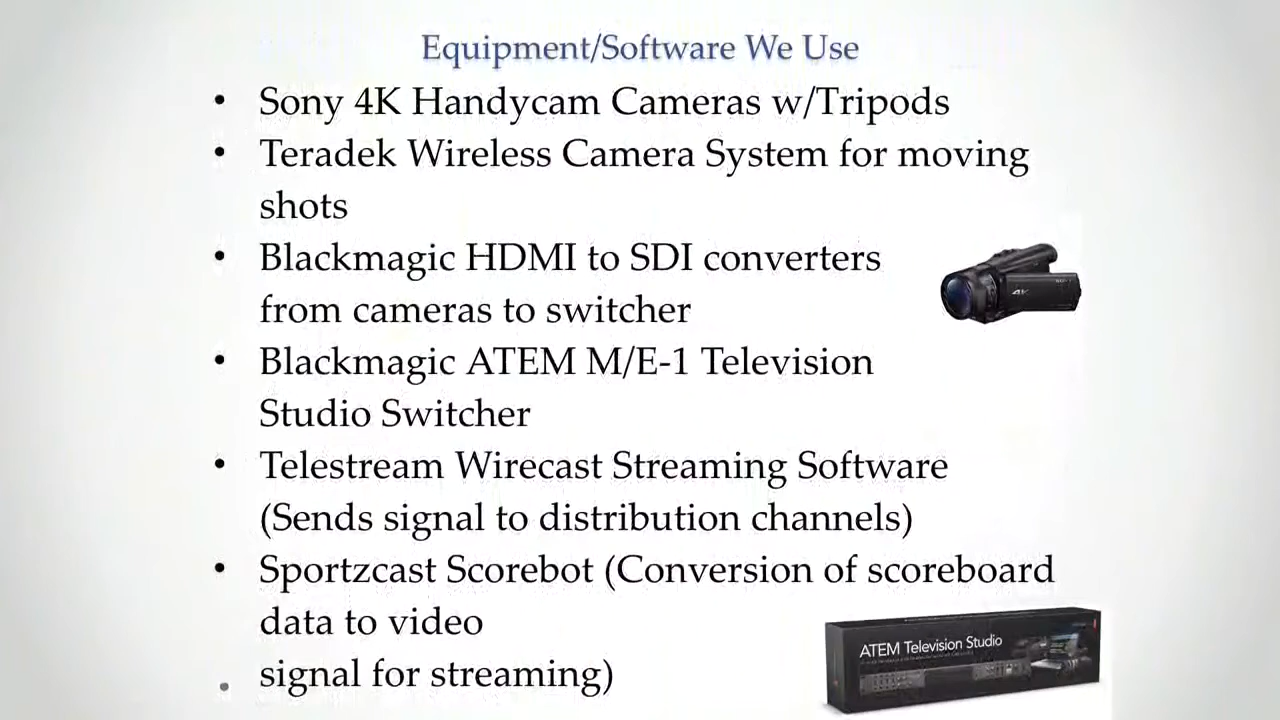 Equipment/Software We Use
• Sony 4K Handycam Cameras w/Tripods
• Teradek Wireless Camera System for moving
shots
• Blackmagic HDMI to SDI converters
from cameras to switcher
• Blackmagic ATEM M/E-1 Television
Studio Switcher
• Telestream Wirecast Streaming Software
(Sends signal to distribution channels)
• Sportzcast Scorebot (Conversion of scoreboard
data to video
signal for streaming)
•
4K
ATEM Television Studio